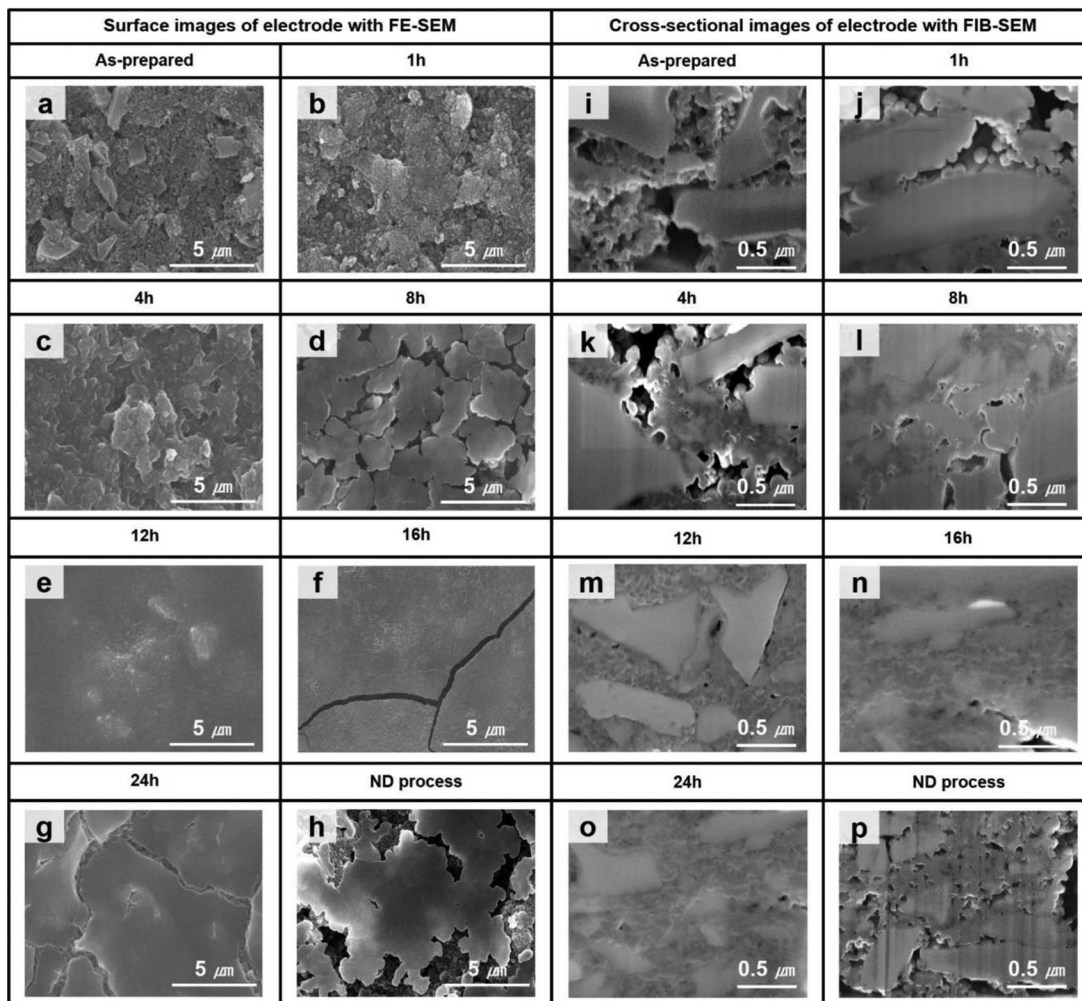 Surface images of electrode with FE-SEM Cross-sectional images of electrode with FIB-SEM
As-prepared 1h As-prepared 1h
a b i j
5 ㎛ 5 ㎛ 0.5 ㎛ 0.5 ㎛
4h 8h 4h 8h
c d k l
5 ㎛ 5 ㎛ 0.5 ㎛ 0.5 ㎛
12h 16h 12h 16h
e f m n
5 ㎛ 5 ㎛ 0.5 ㎛ 0.5 ㎛
24h ND process 24h ND process
g h o p
5 ㎛ 5 ㎛ 0.5 ㎛ 0.5 ㎛